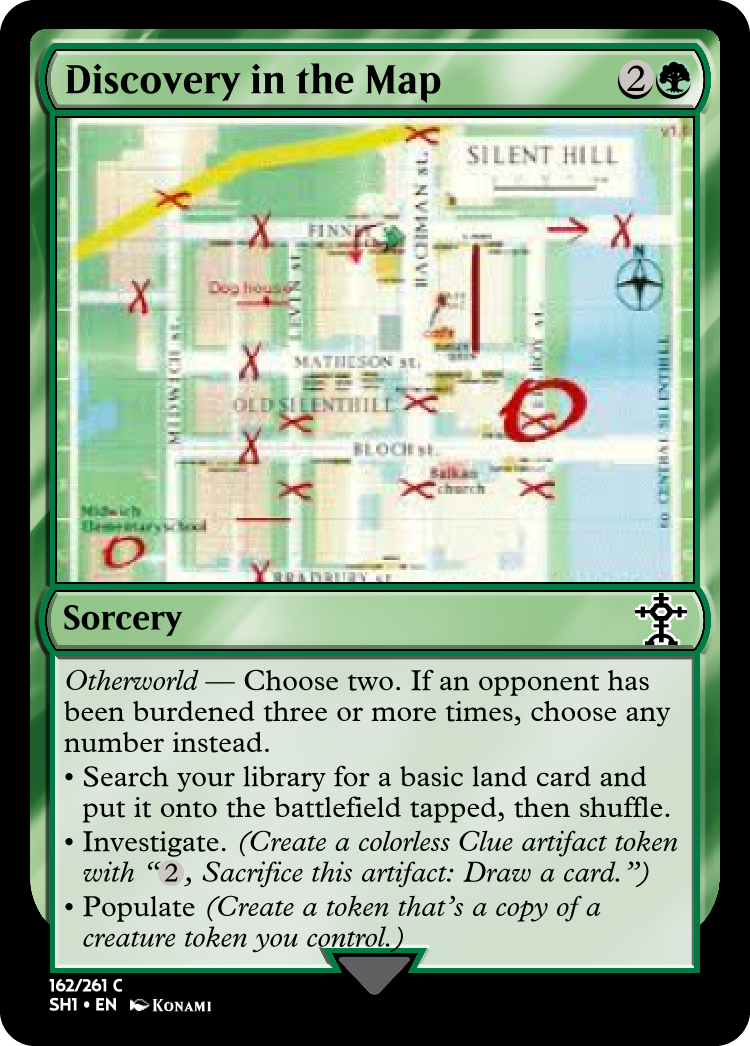 Discovery in the Map
2
v1.0
SILENT HILL
FINNEY
BACHMAN st.
Dog house
LEVIN st.
N
MIDWICH st.
MATHESON st.
OLD SILENTHILL
BLOCH st.
Balkan
church
to CENTRAL SILENTHILL
Midwich
Elementaryschool
BRADBURY st.
Sorcery
Otherworld — Choose two. If an opponent has
been burdened three or more times, choose any
number instead.
• Search your library for a basic land card and
put it onto the battlefield tapped, then shuffle.
• Investigate. (Create a colorless Clue artifact token
with “2, Sacrifice this artifact: Draw a card.”)
• Populate (Create a token that’s a copy of a
creature token you control.)
162/261 C
SH1 • EN KONAMI